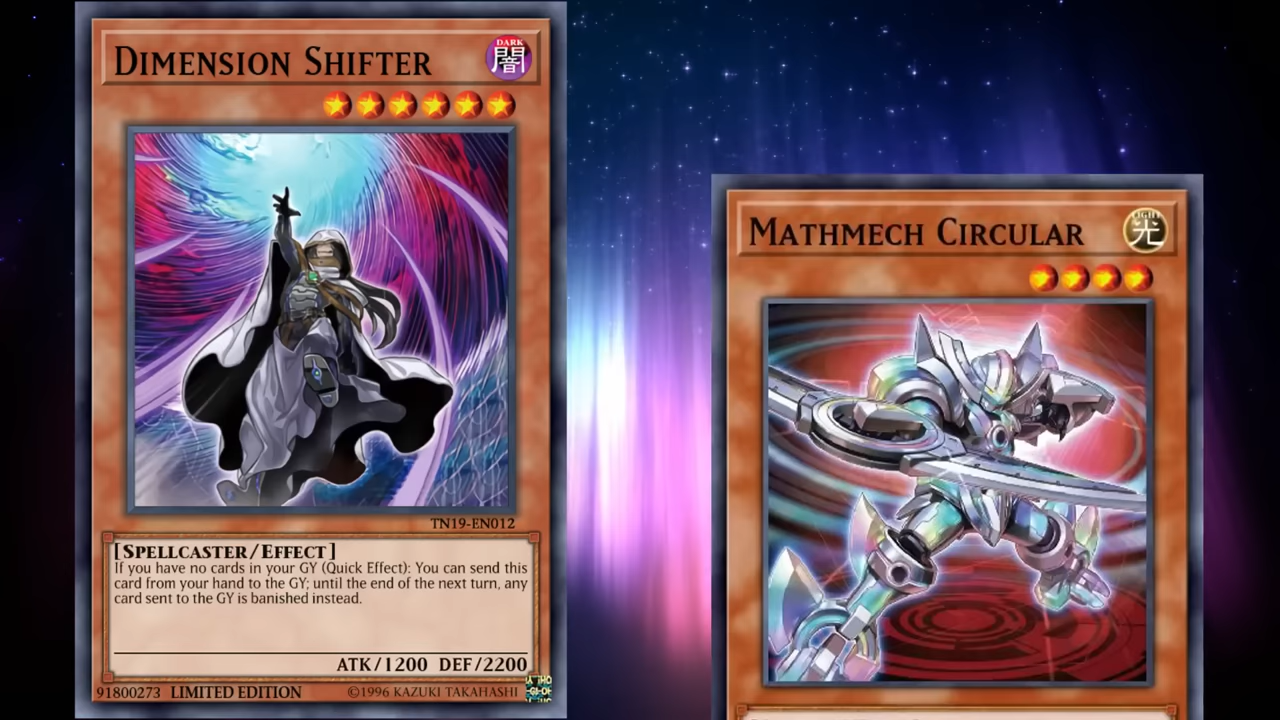 DIMENSION SHIFTER
DARK
闇
TN19-EN012
[SPELLCASTER/EFFECT]
If you have no cards in your GY (Quick Effect): You can send this
card from your hand to the GY; until the end of the next turn, any
card sent to the GY is banished instead.
ATK/1200 DEF/2200
91800273 LIMITED EDITION ©1996 KAZUKI TAKAHASHI
MATHMECH CIRCULAR
LIGHT
光